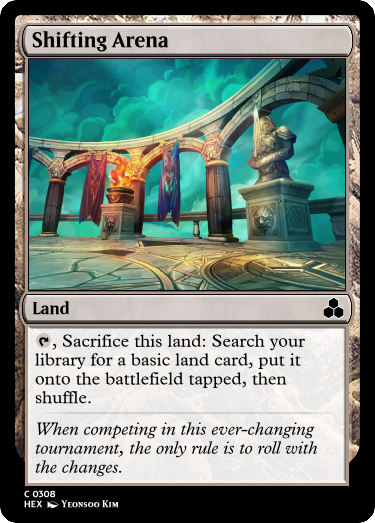 Shifting Arena
Land
, Sacrifice this land: Search your
library for a basic land card, put it
onto the battlefield tapped, then
shuffle.
When competing in this ever-changing
tournament, the only rule is to roll with
the changes.
C 0308
HEX Yeonsoo Kim